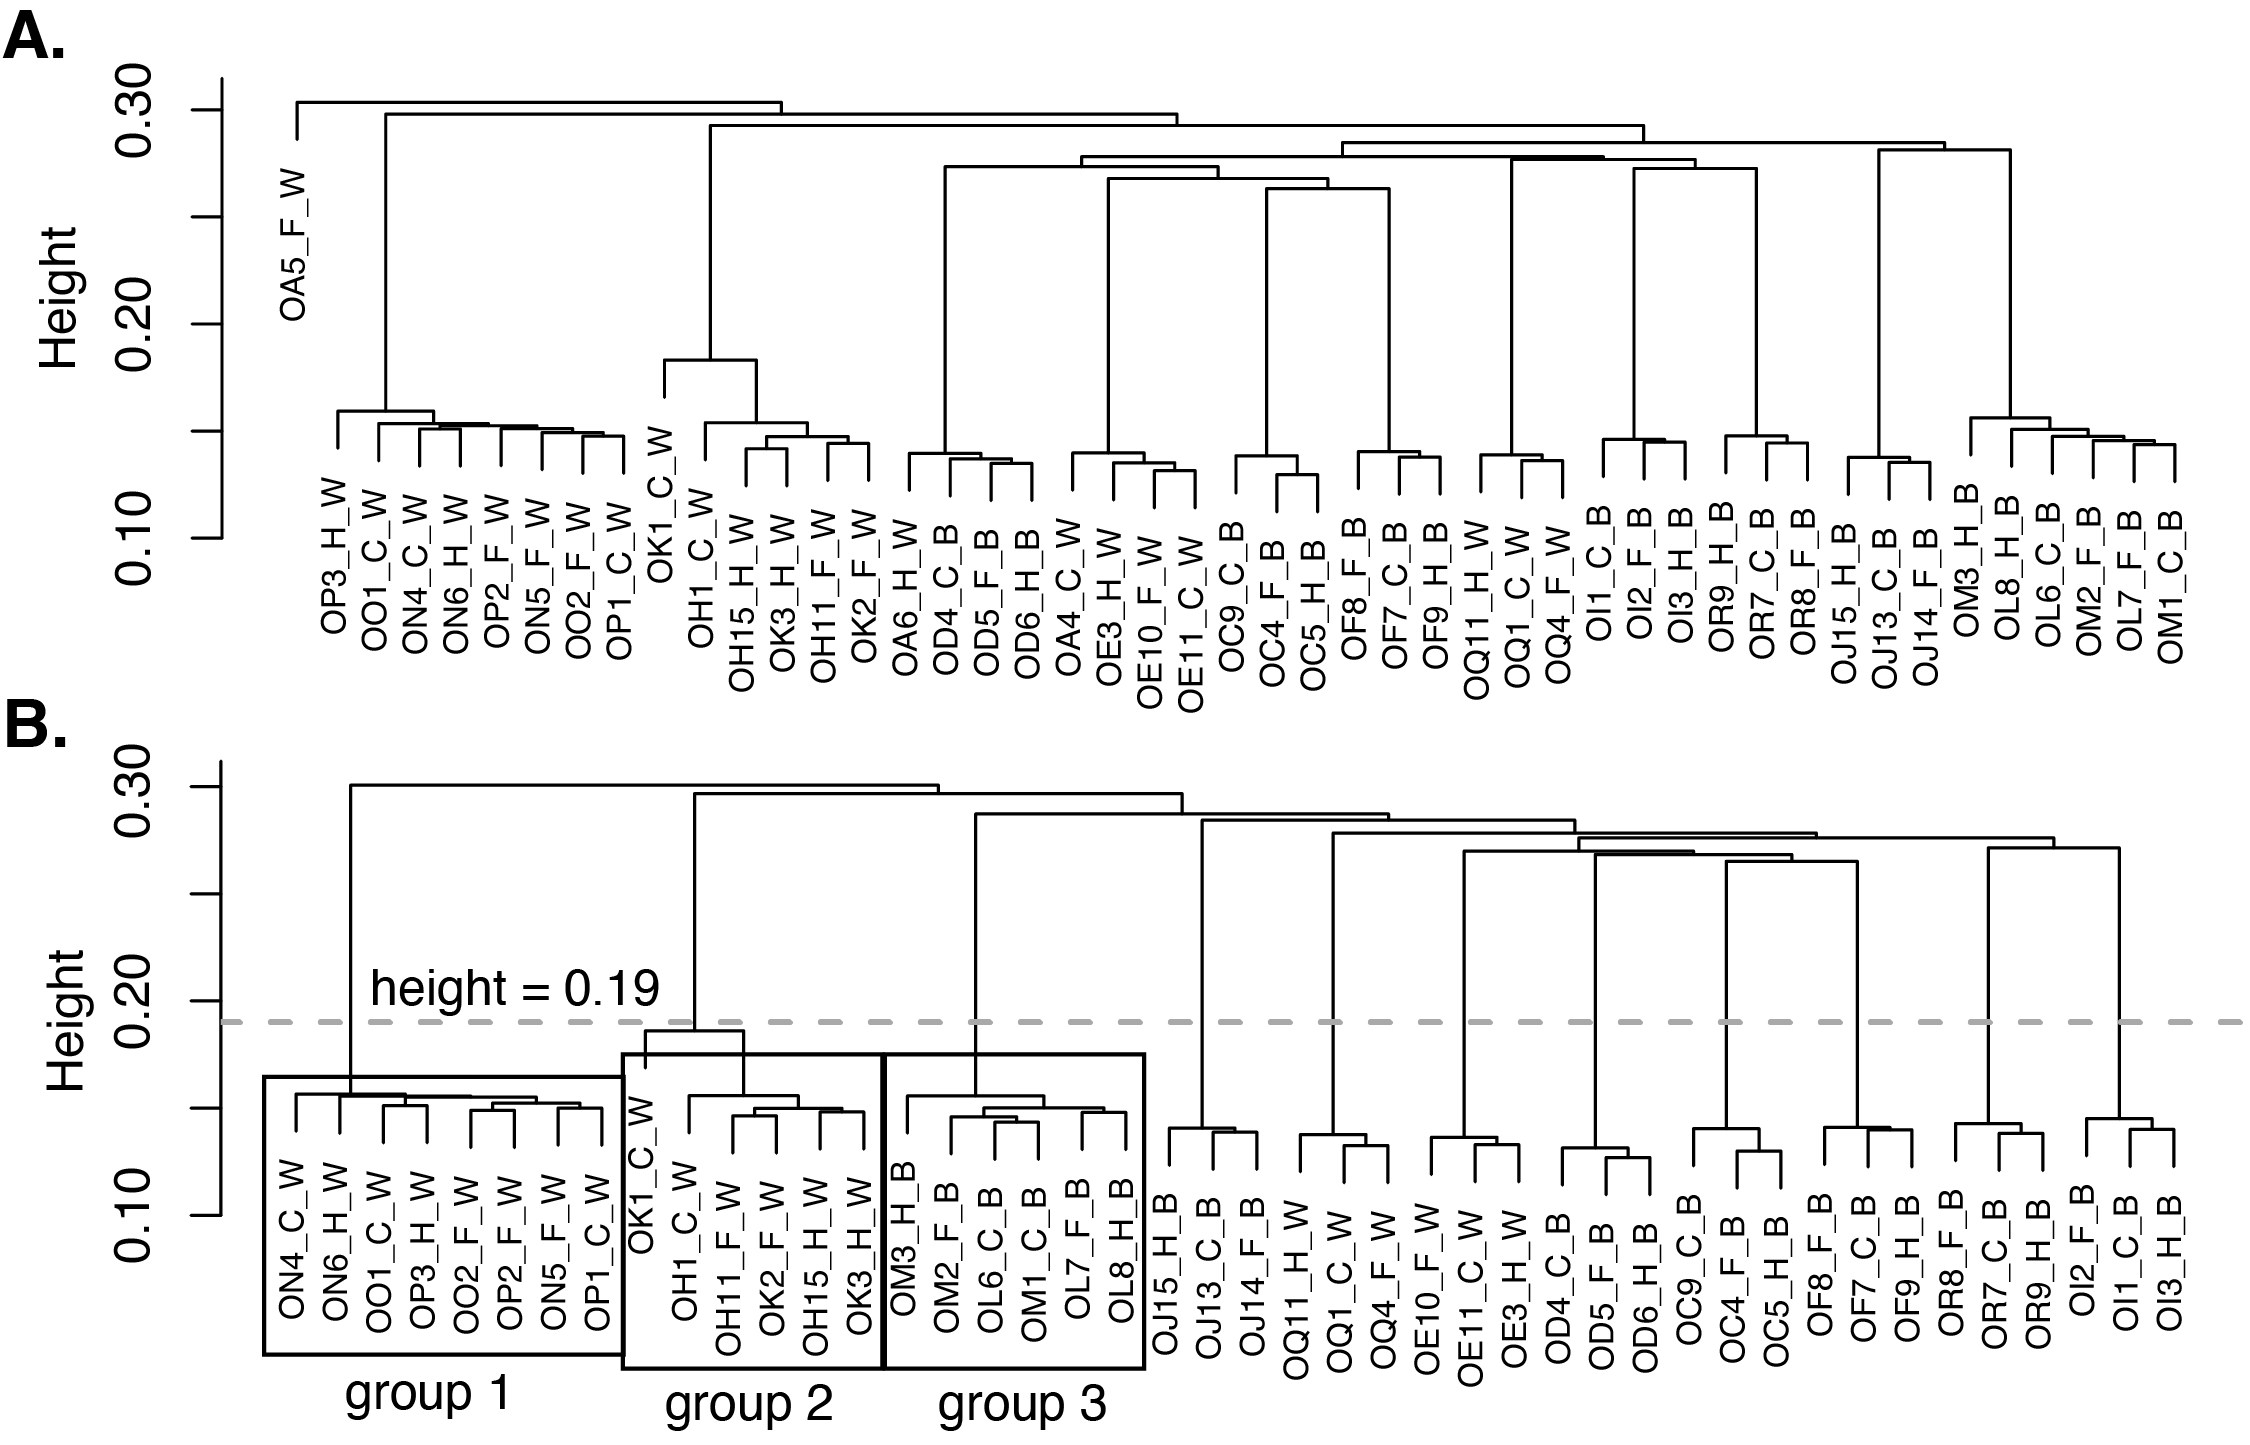 A.
Height
0.30
0.20
0.10
OA5_F_W
OP3_H_W
OO1_C_W
ON4_C_W
ON6_H_W
OP2_F_W
ON5_F_W
OO2_F_W
OP1_C_W
OK1_C_W
OH1_C_W
OH15_H_W
OK3_H_W
OH11_F_W
OK2_F_W
OA6_H_W
OD4_C_B
OD5_F_B
OD6_H_B
OA4_C_W
OE3_H_W
OE10_F_W
OE11_C_W
OC9_C_B
OC4_F_B
OC5_H_B
OF8_F_B
OF7_C_B
OF9_H_B
OQ11_H_W
OQ1_C_W
OQ4_F_W
OI1_C_B
OI2_F_B
OI3_H_B
OR9_H_B
OR7_C_B
OR8_F_B
OJ15_H_B
OJ13_C_B
OJ14_F_B
OM3_H_B
OL8_H_B
OL6_C_B
OM2_F_B
OL7_F_B
OM1_C_B
B.
Height
0.30
0.20
0.10
height = 0.19
ON4_C_W
ON6_H_W
OO1_C_W
OP3_H_W
OO2_F_W
OP2_F_W
ON5_F_W
OP1_C_W
OK1_C_W
OH1_C_W
OH11_F_W
OK2_F_W
OH15_H_W
OK3_H_W
OM3_H_B
OM2_F_B
OL6_C_B
OM1_C_B
OL7_F_B
OL8_H_B
OJ15_H_B
OJ13_C_B
OJ14_F_B
OQ11_H_W
OQ1_C_W
OQ4_F_W
OE10_F_W
OE11_C_W
OE3_H_W
OD4_C_B
OD5_F_B
OD6_H_B
OC9_C_B
OC4_F_B
OC5_H_B
OF8_F_B
OF7_C_B
OF9_H_B
OR8_F_B
OR7_C_B
OR9_H_B
OI2_F_B
OI1_C_B
OI3_H_B
group 1
group 2
group 3